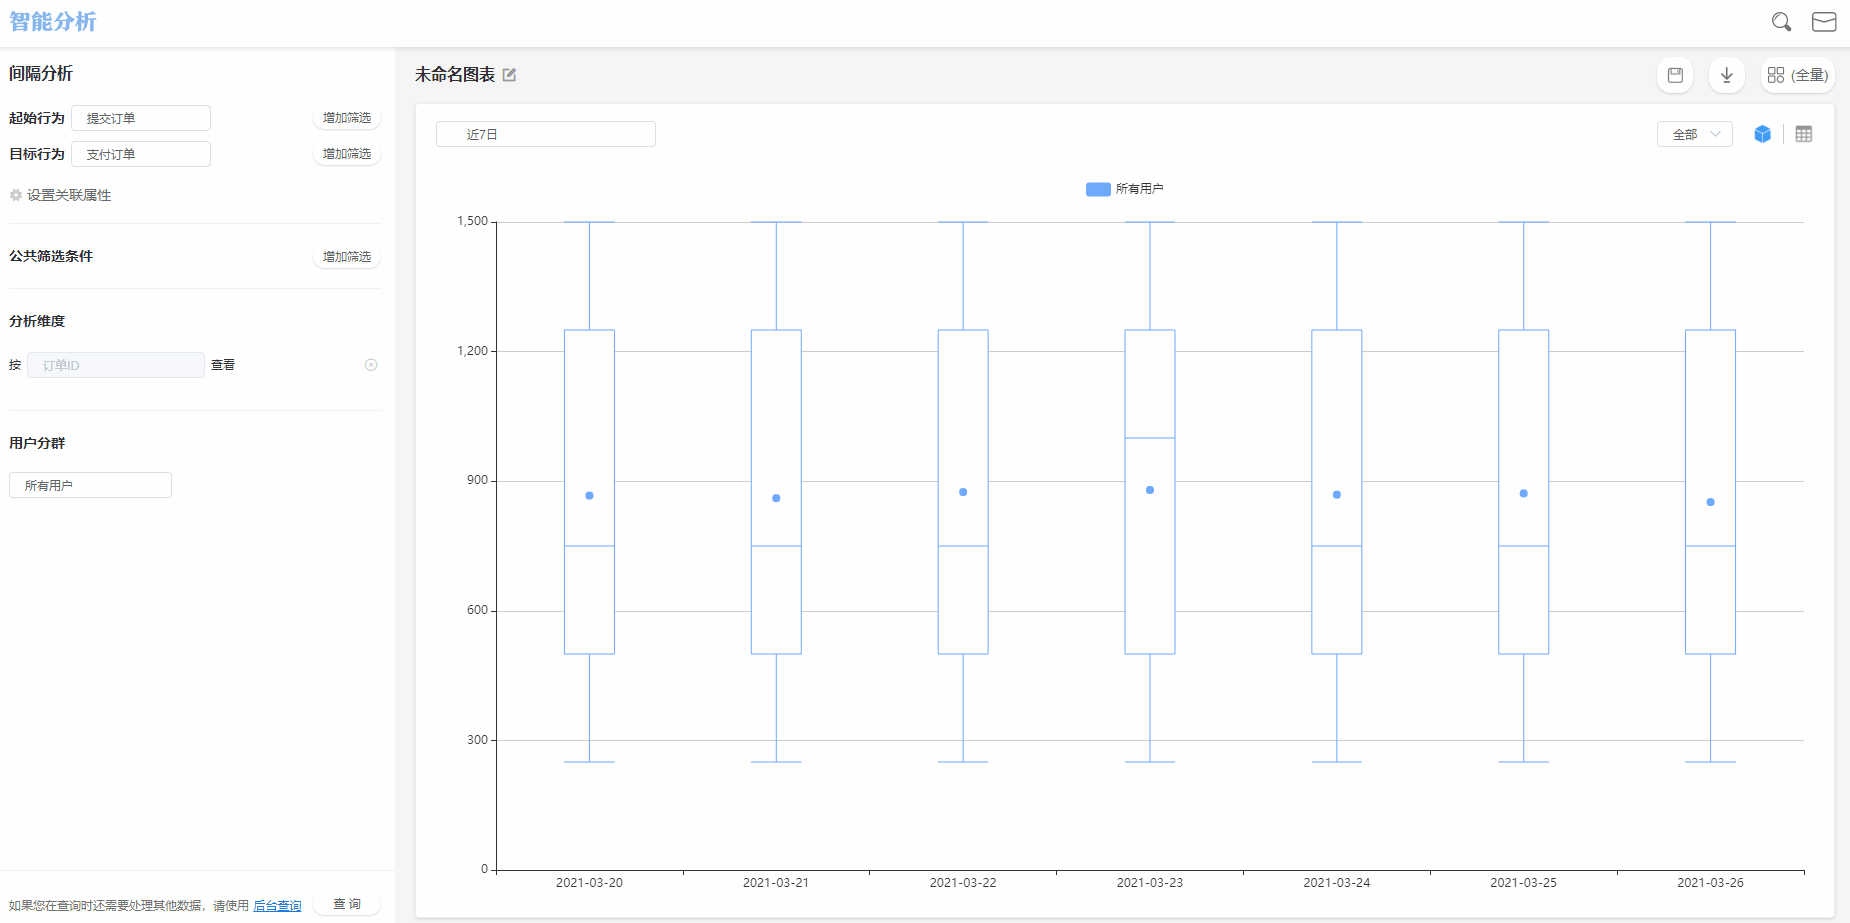 智能分析
间隔分析
起始行为 提交订单 增加筛选
目标行为 支付订单 增加筛选
设置关联属性
公共筛选条件 增加筛选
分析维度
按 订单ID 查看
用户分群
所有用户
如果您在查询时还需要处理其他数据，请使用 后台查询 查 询
未命名图表 (全量)
近7日 全部
所有用户
1,500
1,200
900
600
300
0
2021-03-20 2021-03-21 2021-03-22 2021-03-23 2021-03-24 2021-03-25 2021-03-26